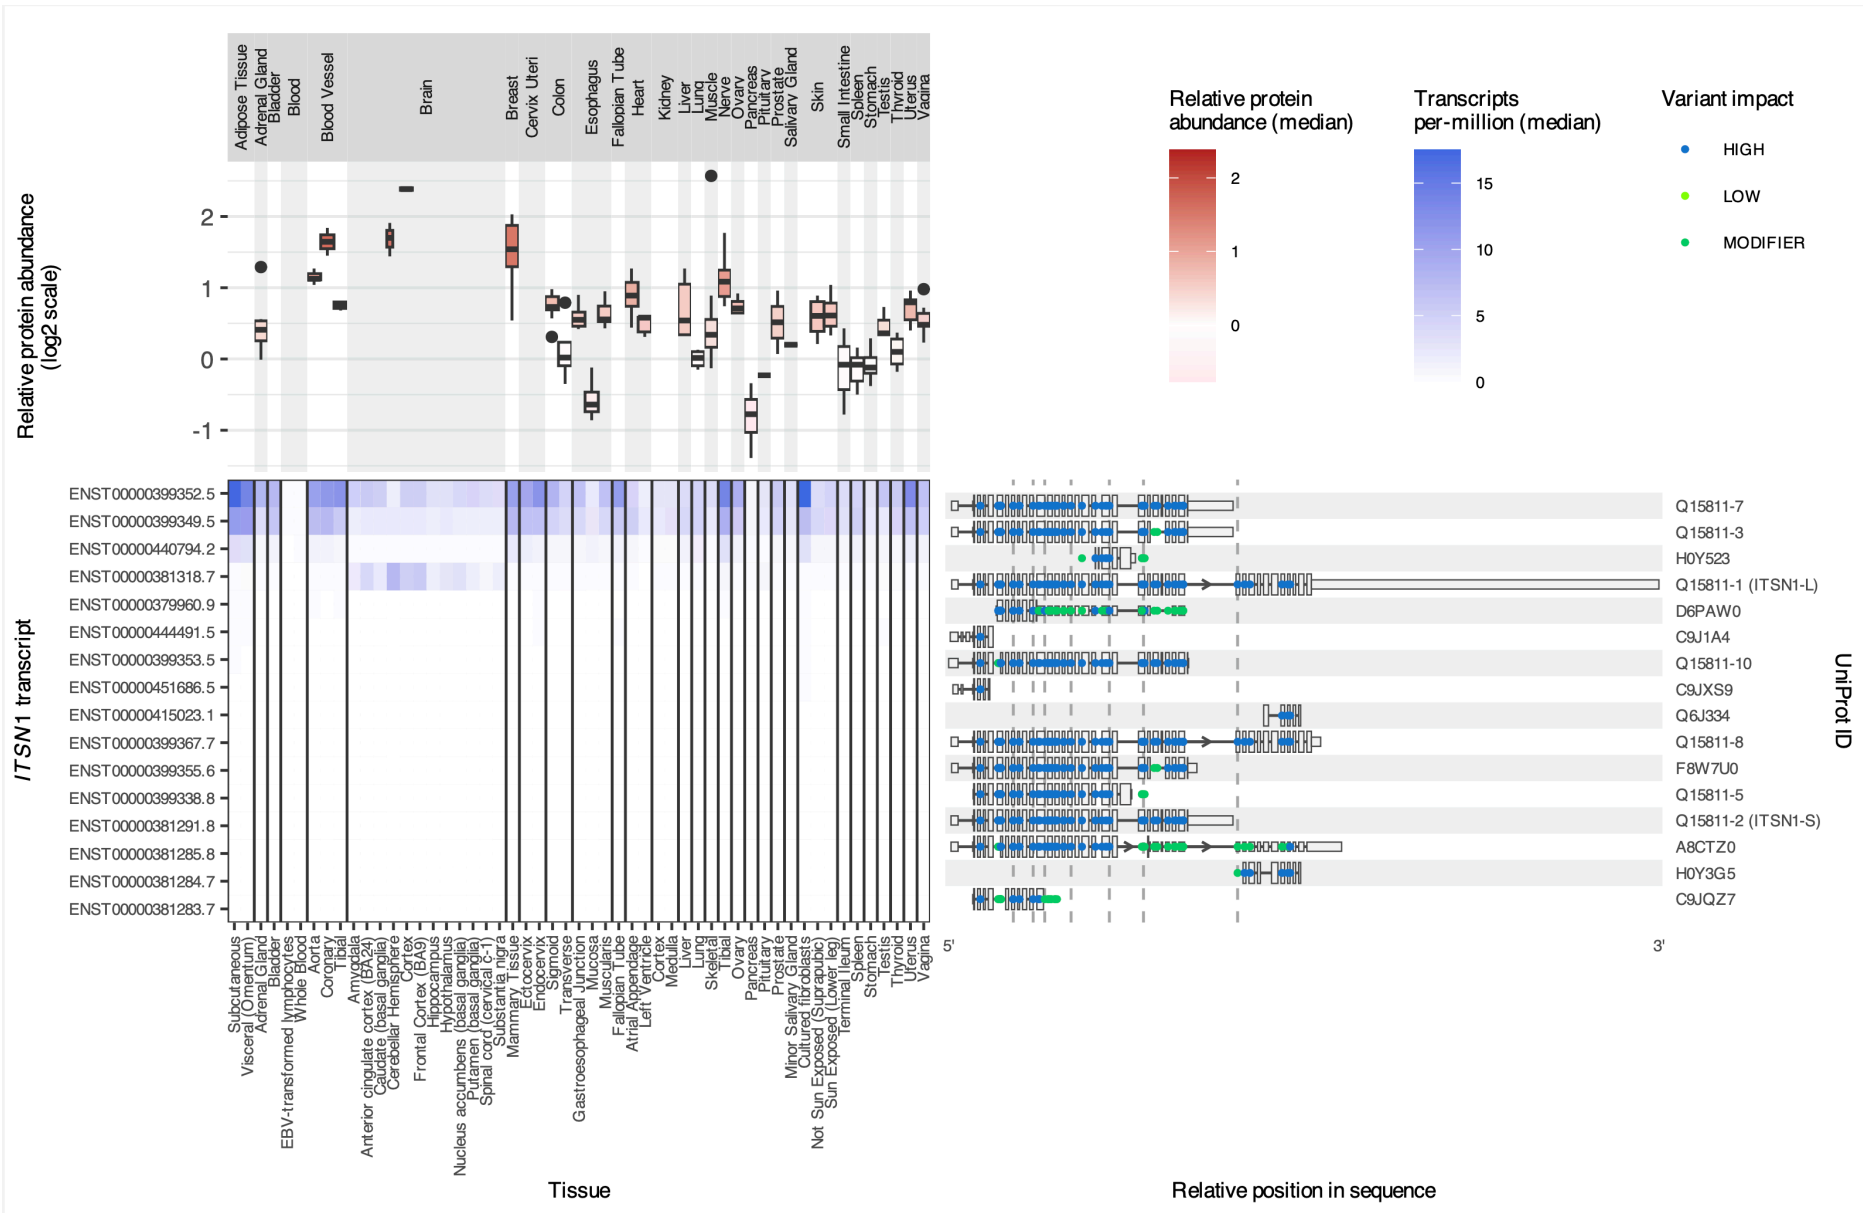 Adipose Tissue
Adrenal Gland
Bladder
Blood
Blood Vessel
Brain
Breast
Cervix Uteri
Colon
Esophagus
Fallopian Tube
Heart
Kidney
Liver
Lung
Muscle
Nerve
Ovary
Pancreas
Pituitary
Prostate
Salivary Gland
Skin
Small Intestine
Spleen
Stomach
Testis
Thyroid
Uterus
Vagina
Relative protein abundance
(log2 scale)
2
1
0
-1
Relative protein
abundance (median)
2
1
0
Transcripts
per-million (median)
15
10
5
0
Variant impact
HIGH
LOW
MODIFIER
ITSN1 transcript
ENST00000399352.5
ENST00000399349.5
ENST00000440794.2
ENST00000381318.7
ENST00000379960.9
ENST00000444491.5
ENST00000399353.5
ENST00000451686.5
ENST00000415023.1
ENST00000399367.7
ENST00000399355.6
ENST00000399338.8
ENST00000381291.8
ENST00000381285.8
ENST00000381284.7
ENST00000381283.7
Subcutaneous
Visceral (Omentum)
Adrenal Gland
Bladder
EBV-transformed lymphocytes
Whole Blood
Aorta
Coronary
Tibial
Amygdala
Anterior cingulate cortex (BA24)
Caudate (basal ganglia)
Cerebellar Hemisphere
Cortex
Frontal Cortex (BA9)
Hippocampus
Hypothalamus
Nucleus accumbens (basal ganglia)
Putamen (basal ganglia)
Spinal cord (cervical c-1)
Substantia nigra
Mammary Tissue
Ectocervix
Endocervix
Sigmoid
Transverse
Gastroesophageal Junction
Mucosa
Muscularis
Fallopian Tube
Atrial Appendage
Left Ventricle
Cortex
Medulla
Liver
Lung
Skeletal
Tibial
Ovary
Pancreas
Pituitary
Prostate
Minor Salivary Gland
Cultured fibroblasts
Not Sun Exposed (Suprapubic)
Sun Exposed (Lower leg)
Terminal Ileum
Spleen
Stomach
Testis
Thyroid
Uterus
Vagina
Tissue
Q15811-7
Q15811-3
H0Y523
Q15811-1 (ITSN1-L)
D6PAW0
C9J1A4
Q15811-10
C9JXS9
Q6J334
Q15811-8
F8W7U0
Q15811-5
Q15811-2 (ITSN1-S)
A8CTZ0
H0Y3G5
C9JQZ7
UniProt ID
5'
3'
Relative position in sequence